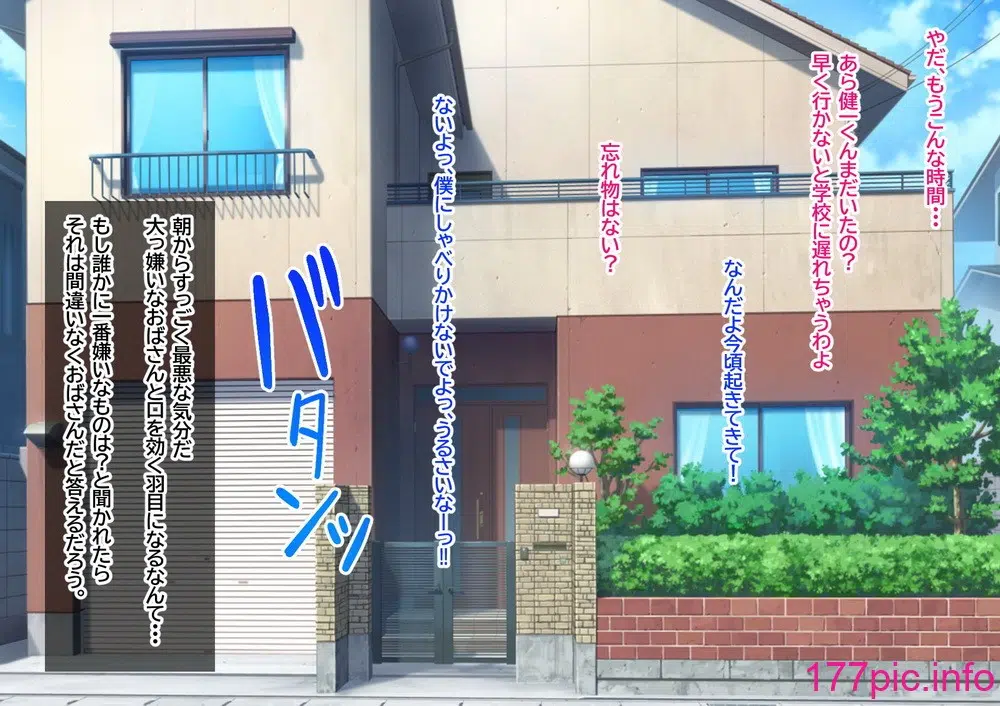 やだ、もうこんな時間…
あら健一くんまだいたの？
早く行かないと学校に遅れちゃうわよ
なんだよ今頃起きてきて！
忘れ物はない？
ないよっ、僕にしゃべりかけないでよっ、うるさいなーっ!!
バタンッ
朝からすっごく最悪な気分だ
大っ嫌いなおばさんと口を効く羽目になるなんて…
もし誰かに一番嫌いなものは？と聞かれたら
それは間違いなくおばさんだと答えるだろう。
177pic.info